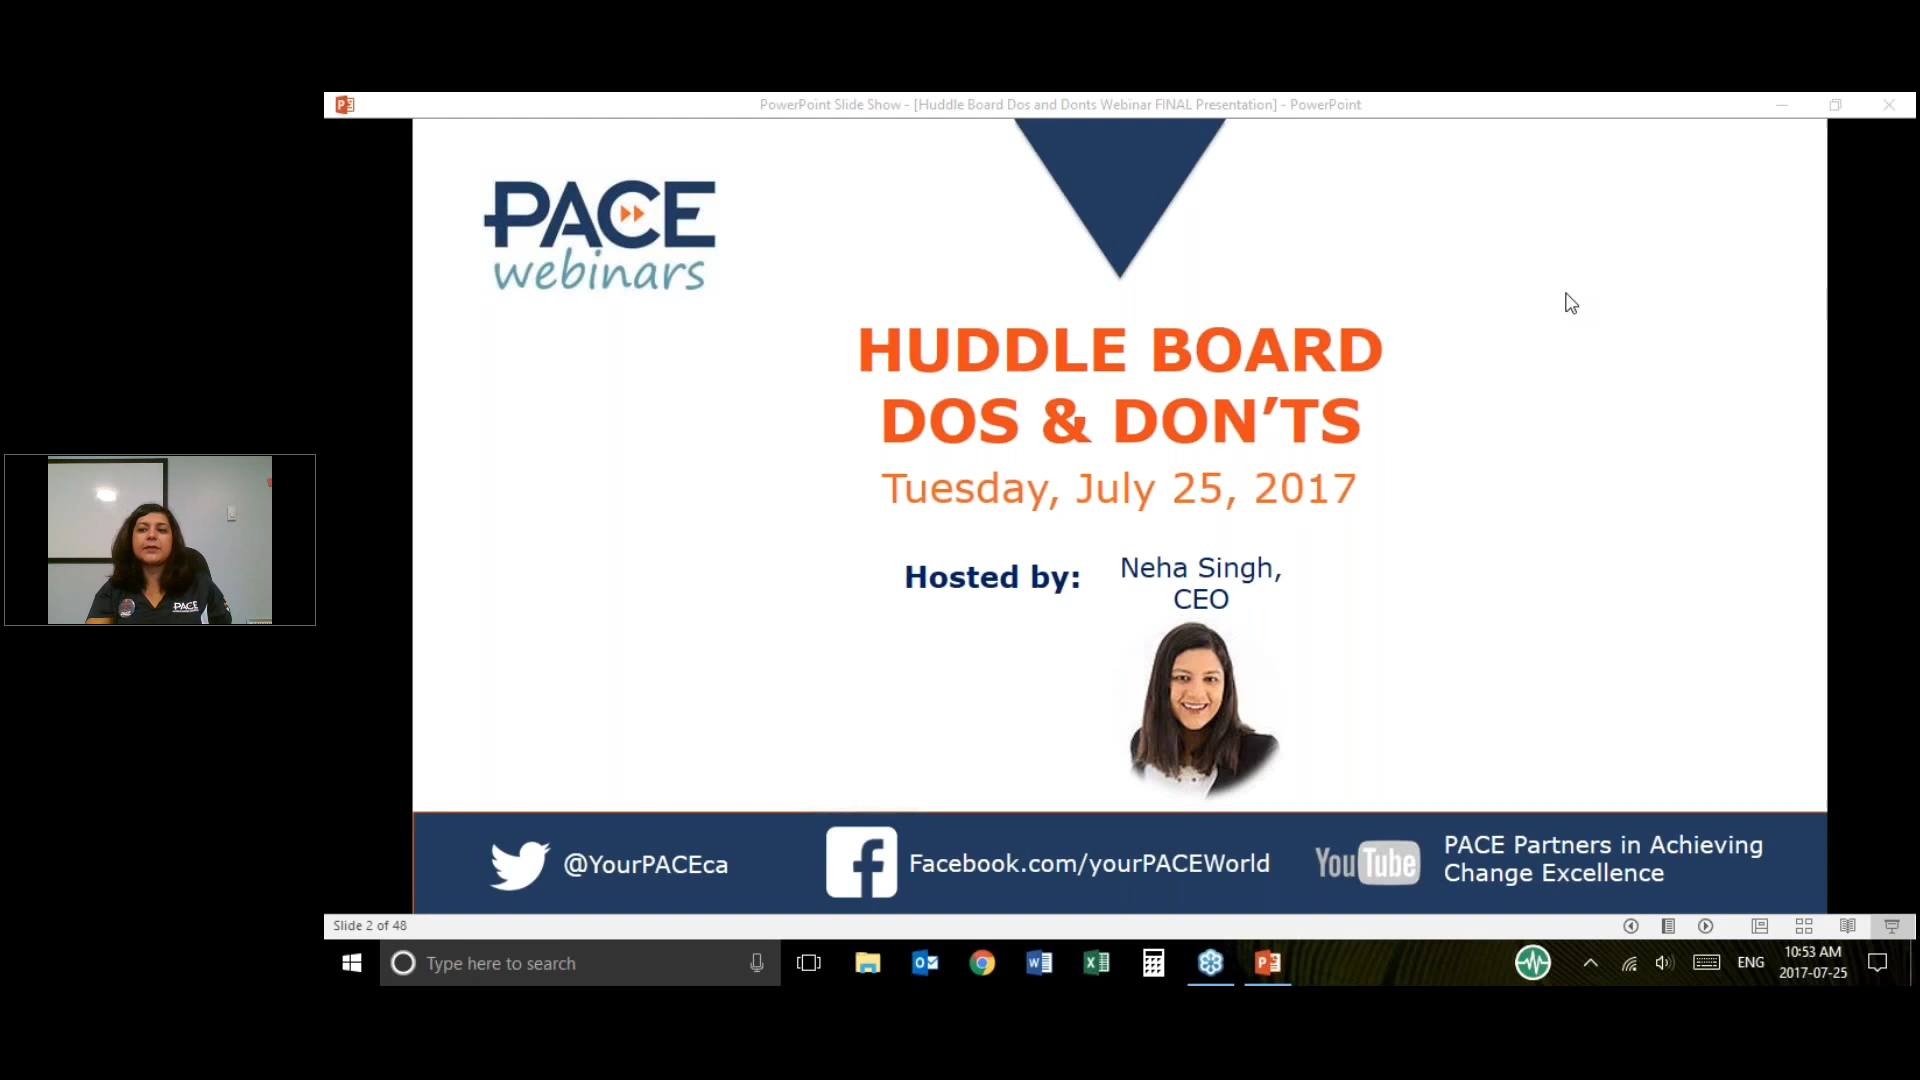 PowerPoint Slide Show - [Huddle Board Dos and Donts Webinar FINAL Presentation] - PowerPoint
PACE
webinars
HUDDLE BOARD
DOS & DON’TS
Tuesday, July 25, 2017
Hosted by:
Neha Singh,
CEO
PACE
@YourPACEca
Facebook.com/yourPACEWorld
YouTube
PACE Partners in Achieving
Change Excellence
Slide 2 of 48
Type here to search
ENG
10:53 AM
2017-07-25